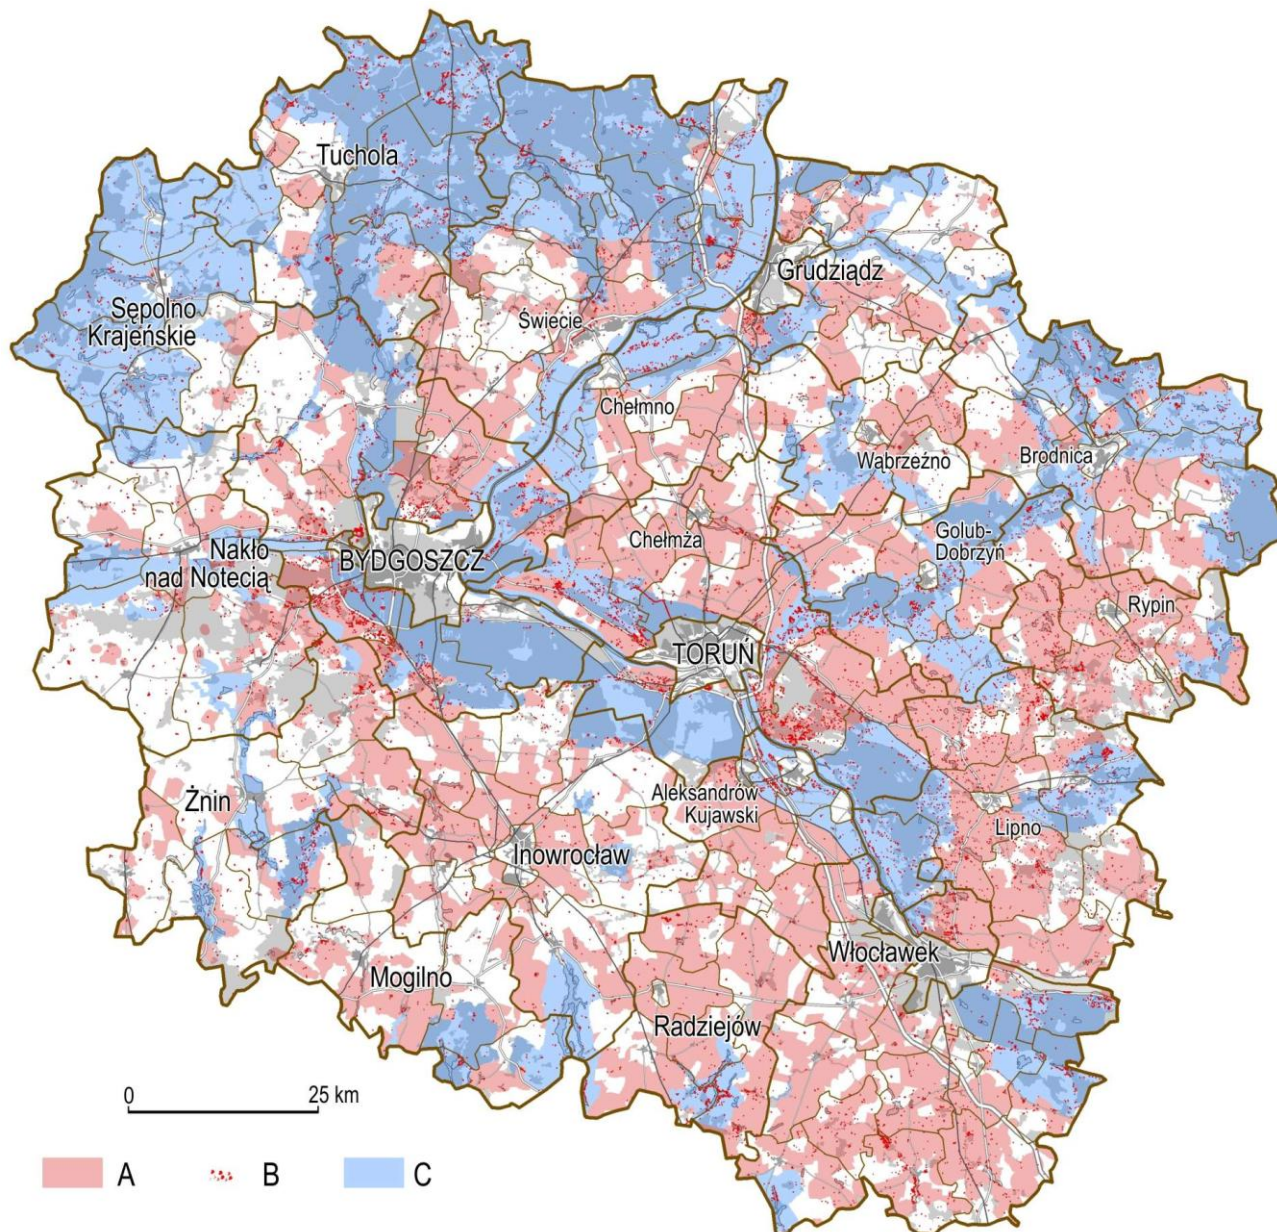 Tuchola
Grudziądz
Sępolno
Krajeńskie
Świecie
Chełmno
Wąbrzeźno
Brodnica
Nakło
nad Notecią
BYDGOSZCZ
Chełmża
Golub-
Dobrzyń
Rypin
TORUŃ
Żnin
Aleksandrów
Kujawski
Lipno
Inowrocław
Mogilno
Włocławek
Radziejów
0 25 km
A B C